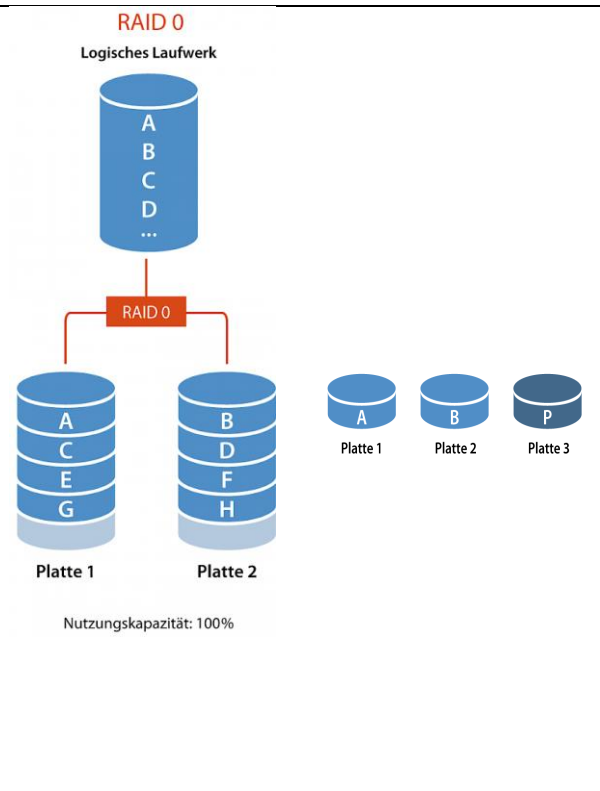 RAID 0
Logisches Laufwerk
A
B
C
D
...
RAID 0
A
C
E
G
Platte 1
B
D
F
H
Platte 2
Nutzungskapazität: 100%
A B P
Platte 1 Platte 2 Platte 3